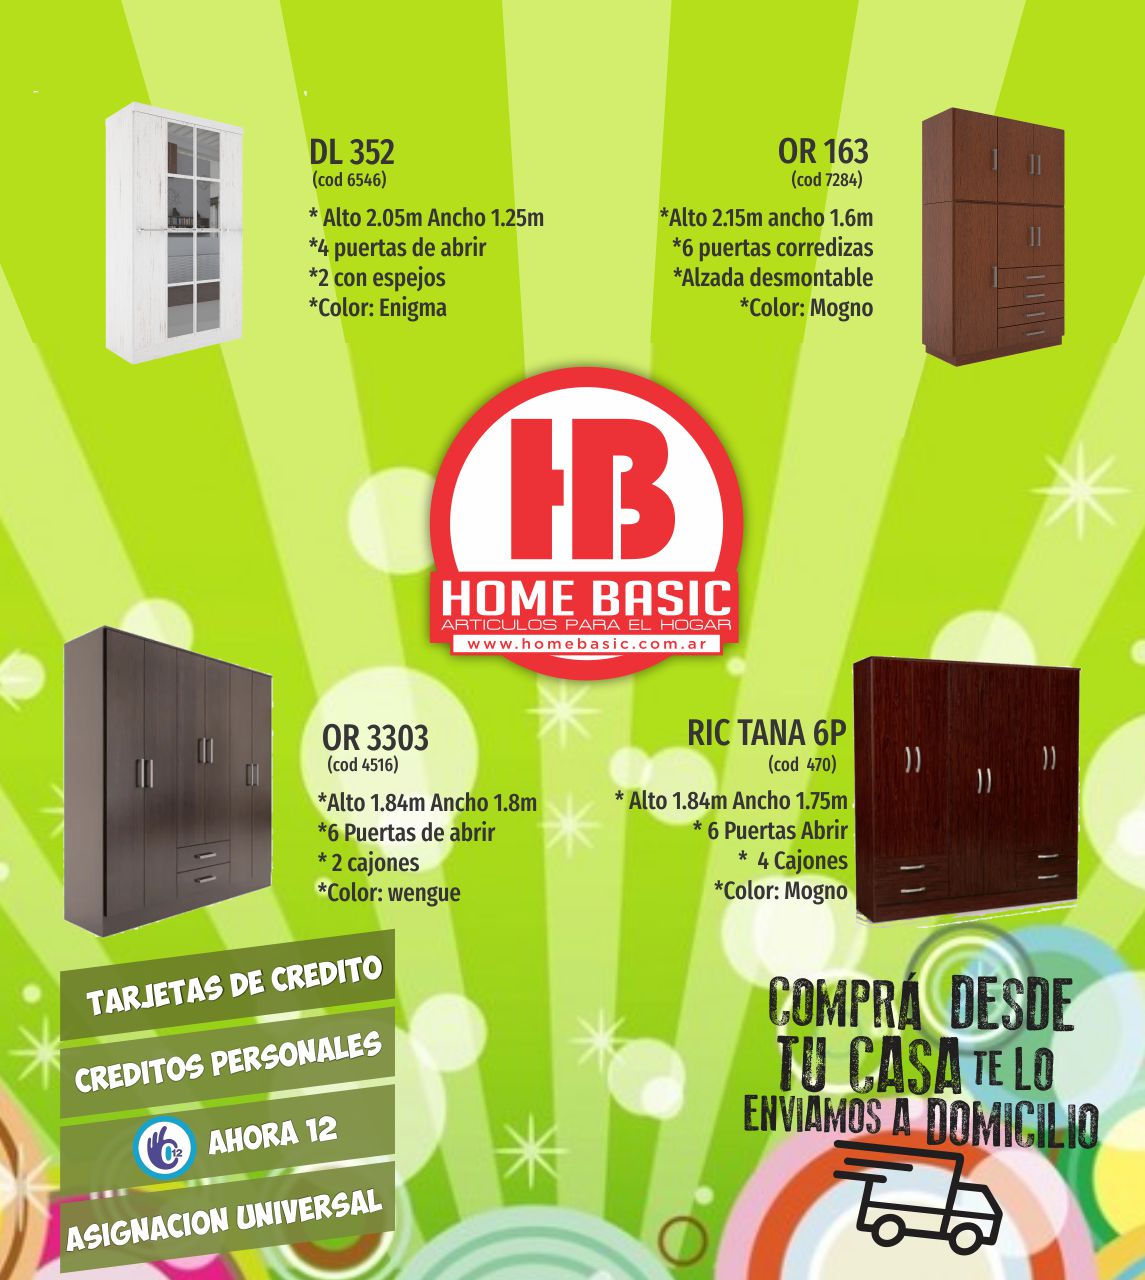 DL 352
(cod 6546)
* Alto 2.05m Ancho 1.25m
*4 puertas de abrir
*2 con espejos
*Color: Enigma
OR 163
(cod 7284)
*Alto 2.15m ancho 1.6m
*6 puertas corredizas
*Alzada desmontable
*Color: Mogno
HB
HOME BASIC
ARTICULOS PARA EL HOGAR
www.homebasic.com.ar
OR 3303
(cod 4516)
*Alto 1.84m Ancho 1.8m
*6 Puertas de abrir
* 2 cajones
*Color: wengue
RIC TANA 6P
(cod 470)
* Alto 1.84m Ancho 1.75m
* 6 Puertas Abrir
* 4 Cajones
*Color: Mogno
TARJETAS DE CREDITO
CREDITOS PERSONALES
12 AHORA 12
ASIGNACION UNIVERSAL
COMPRÁ DESDE
TU CASA TE LO
ENVIAMOS A DOMICILIO